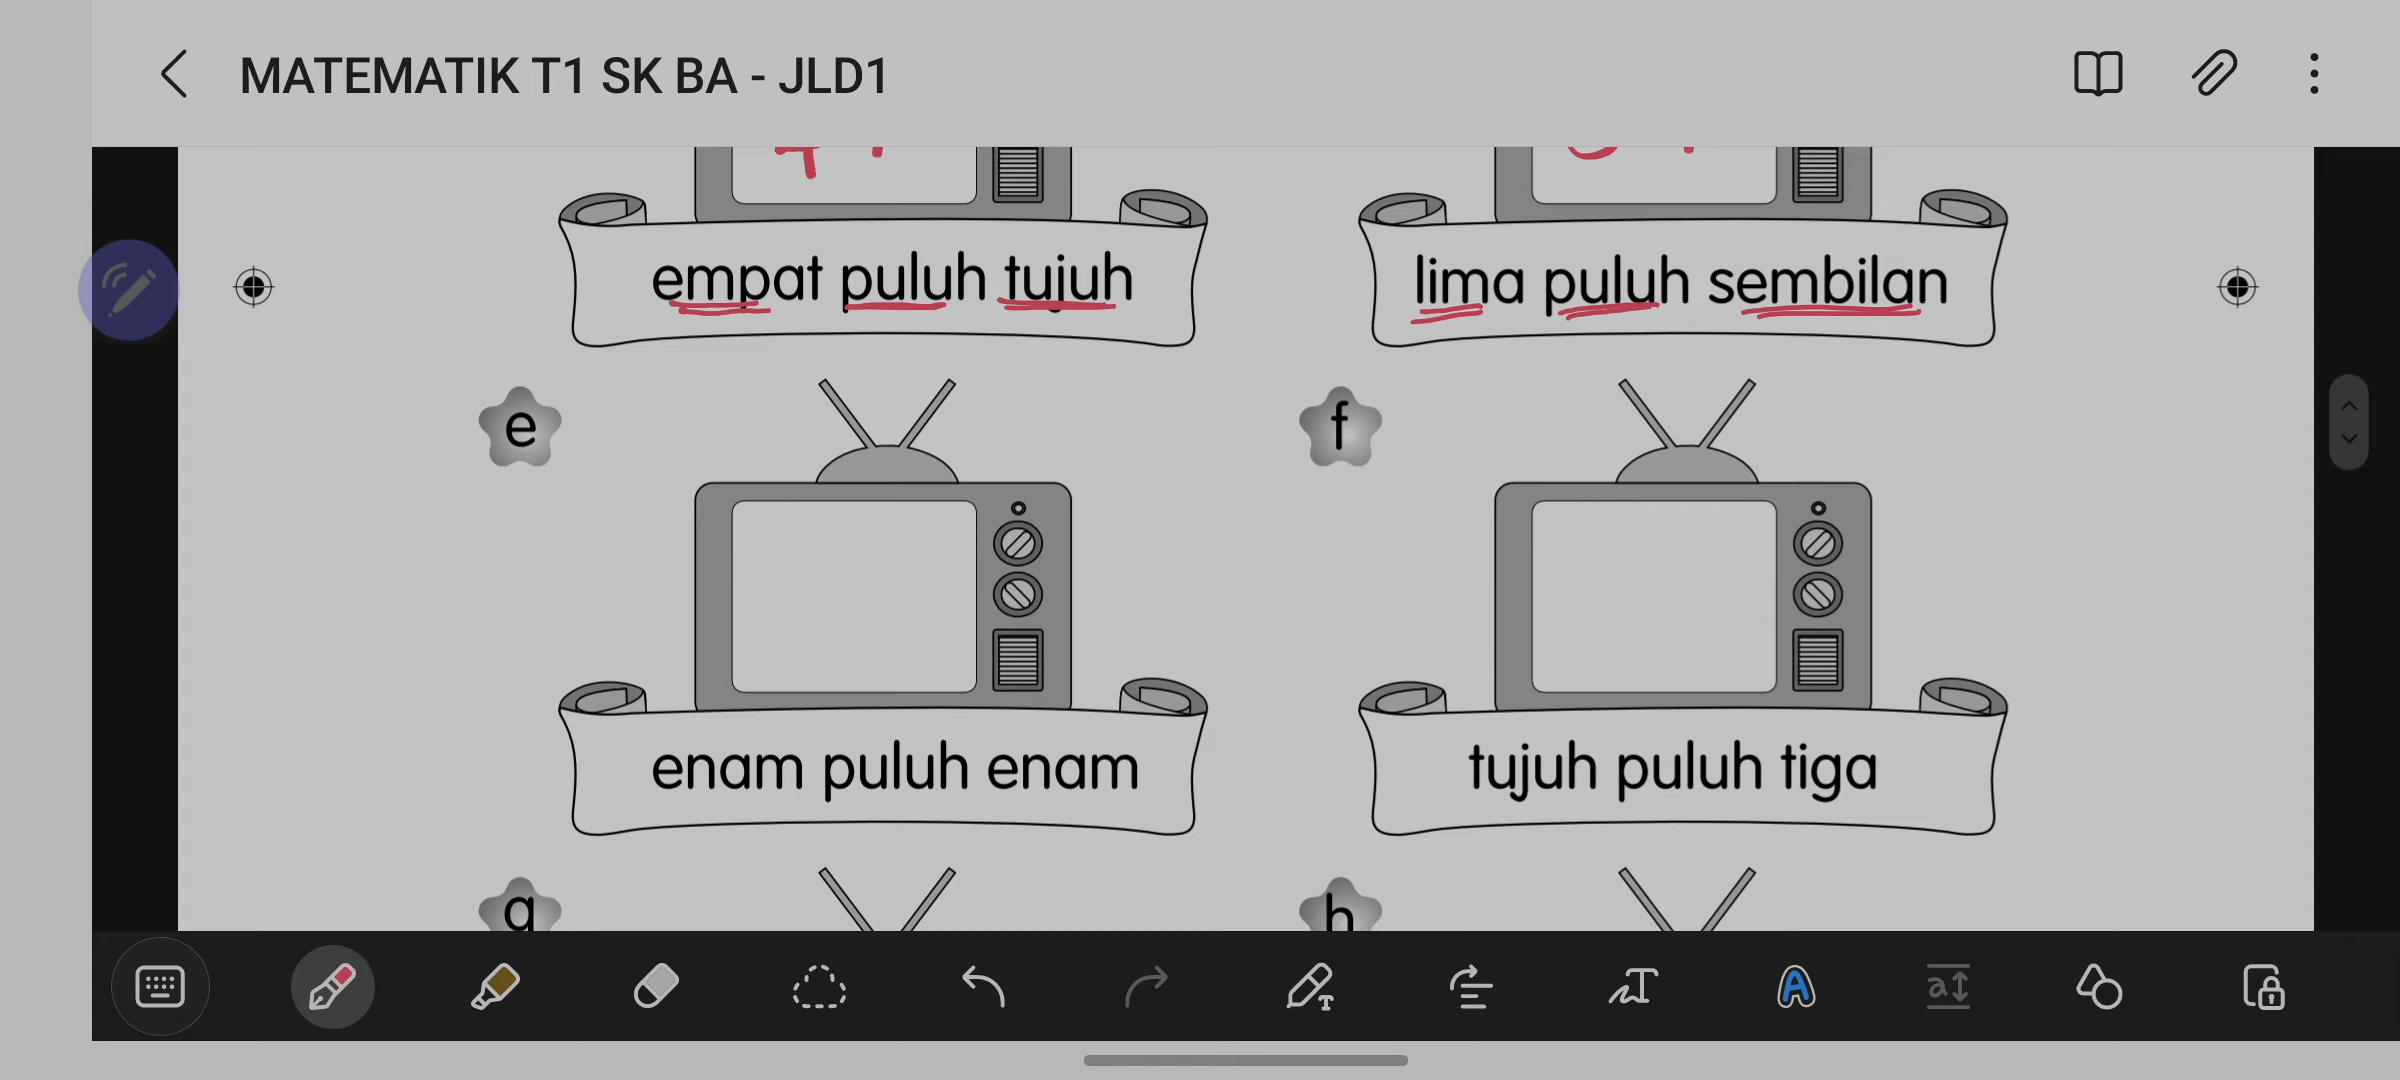 MATEMATIK T1 SK BA - JLD1
empat puluh tujuh
lima puluh sembilan
e
f
enam puluh enam
tujuh puluh tiga
g
h